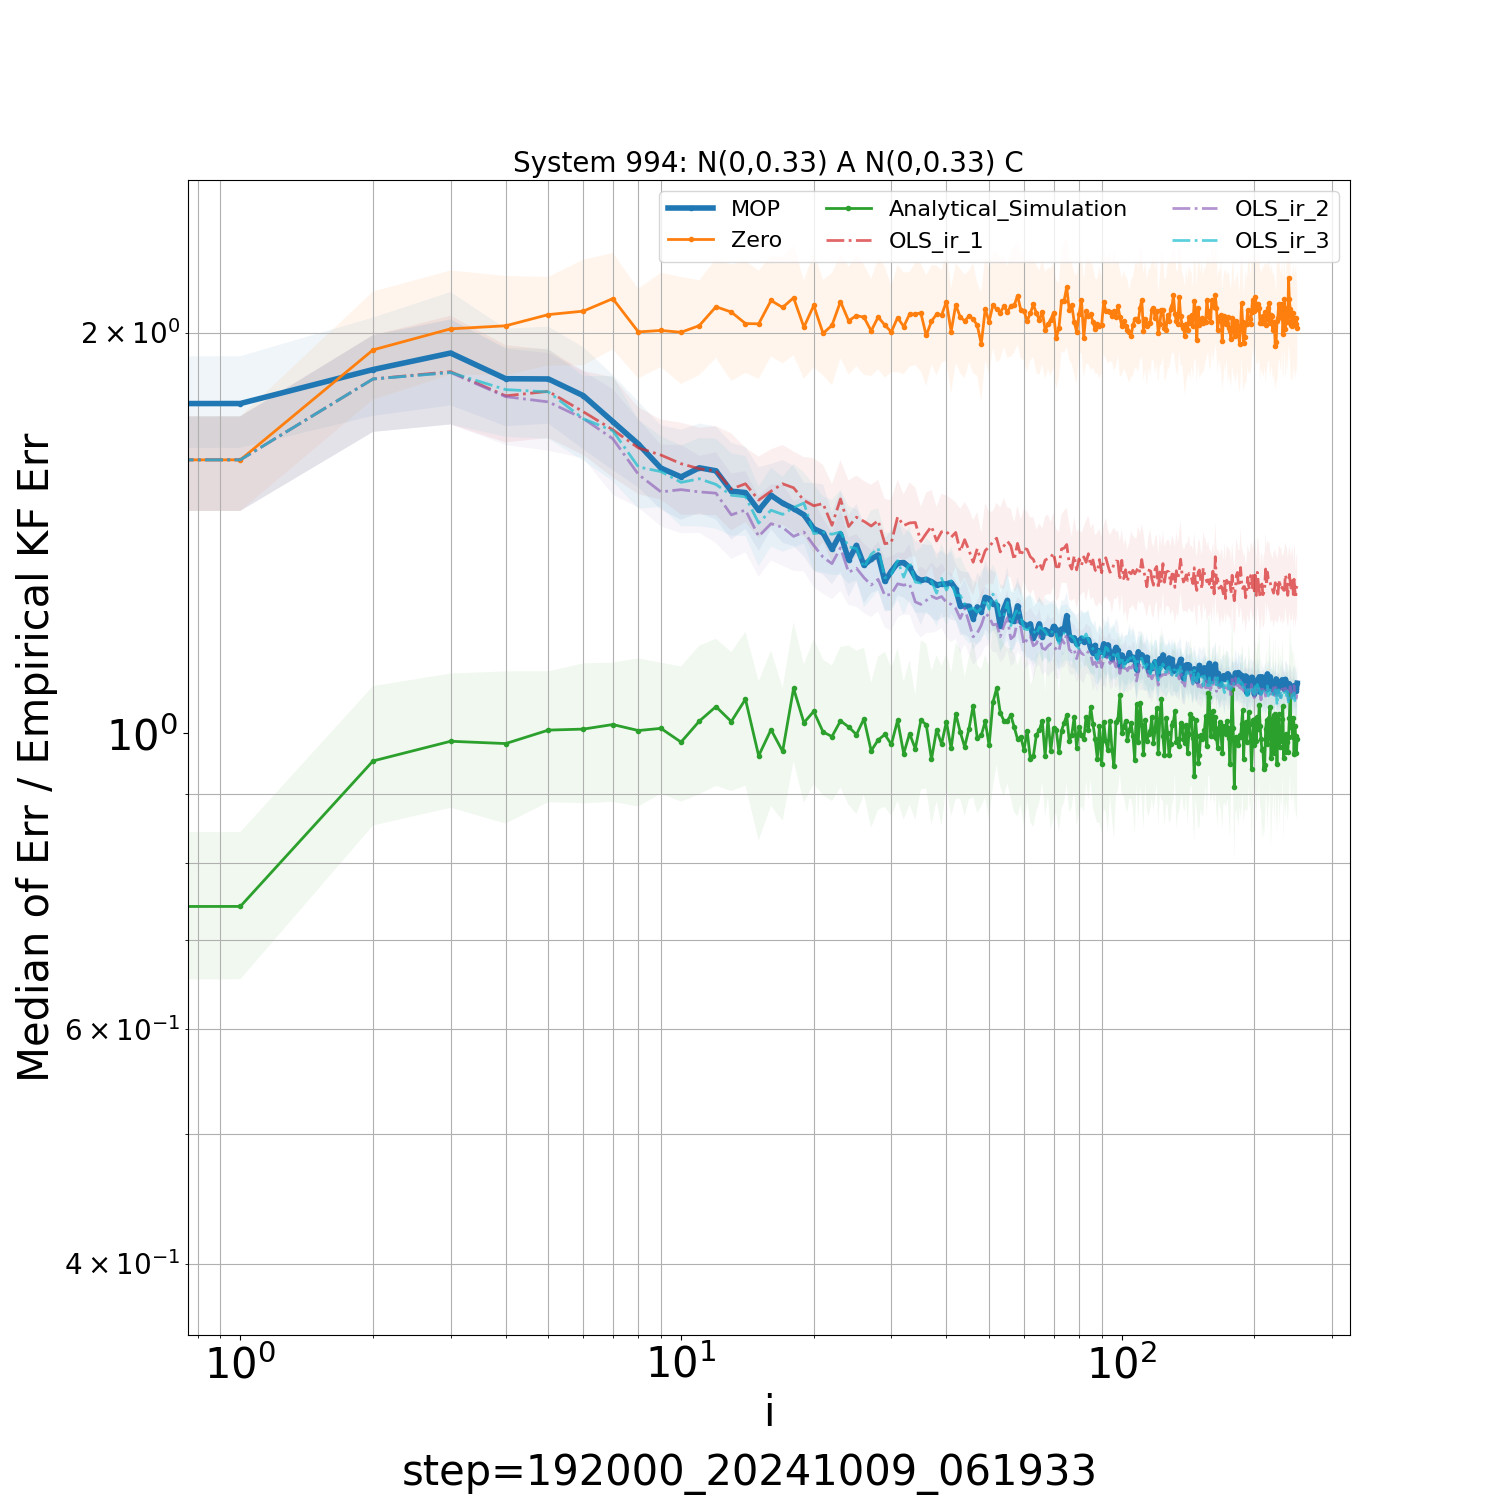 System 994: N(0,0.33) A N(0,0.33) C
MOP
Zero
Analytical_Simulation
OLS_ir_1
OLS_ir_2
OLS_ir_3
Median of Err / Empirical KF Err
2 × 10⁰
10⁰
6 × 10⁻¹
4 × 10⁻¹
10⁰ 10¹ 10²
i
step=192000_20241009_061933